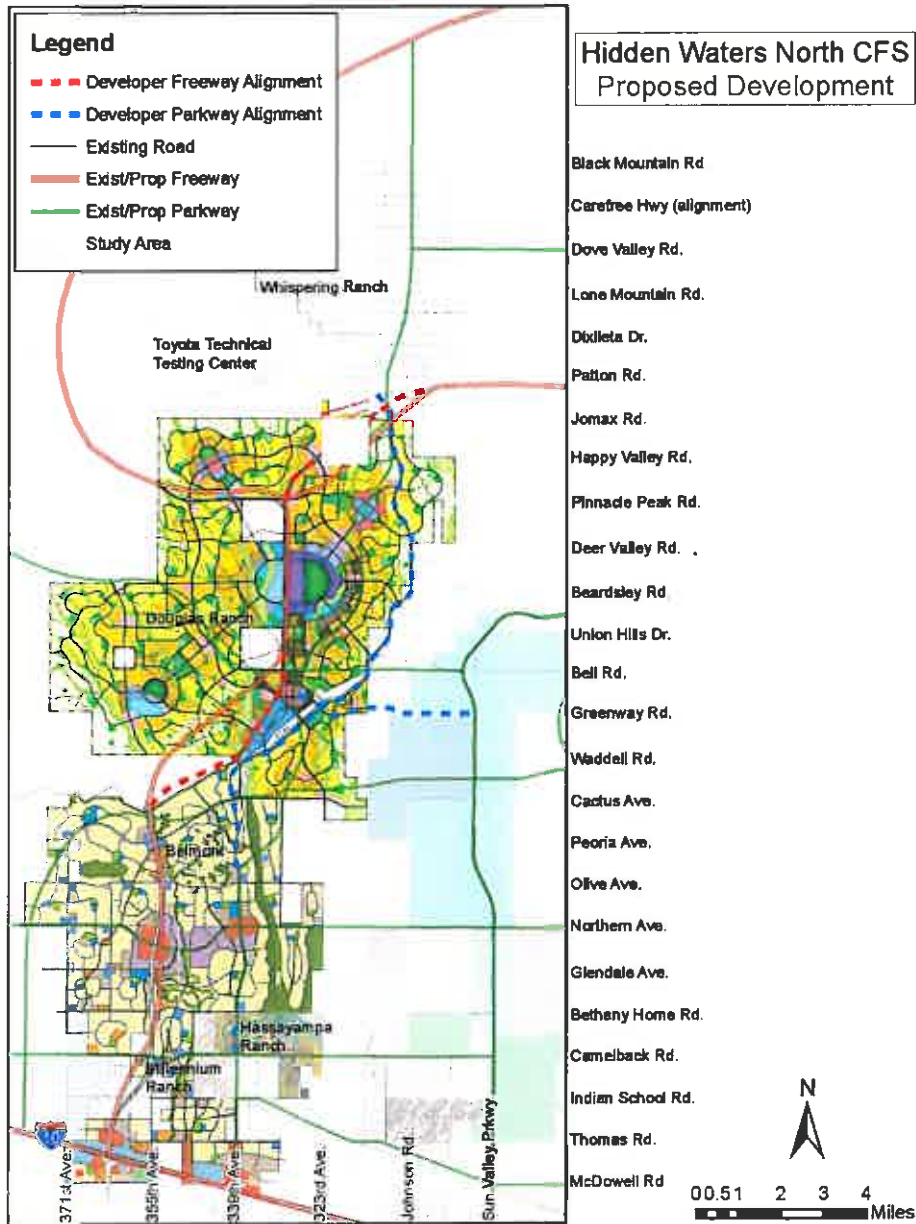 Legend
Developer Freeway Alignment
Developer Parkway Alignment
Existing Road
Exist/Prop Freeway
Exist/Prop Parkway
Study Area
Hidden Waters North CFS
Proposed Development
Black Mountain Rd
Carefree Hwy (alignment)
Dove Valley Rd.
Lone Mountain Rd.
Dixileta Dr.
Patton Rd.
Jomax Rd.
Happy Valley Rd.
Pinnacle Peak Rd.
Deer Valley Rd.
Beardsley Rd
Union Hills Dr.
Bell Rd.
Greenway Rd.
Waddell Rd.
Cactus Ave.
Peoria Ave.
Olive Ave.
Northern Ave.
Glendale Ave.
Bethany Home Rd.
Camelback Rd.
Indian School Rd.
Thomas Rd.
McDowell Rd
Whispering Ranch
Toyota Technical
Testing Center
Douglas Ranch
Belmont
Hassayampa
Ranch
Millennium
Ranch
10
371st Ave.
355th Ave.
339th Ave.
323rd Ave.
Johnson Rd.
Sun Valley Prkwy
N
00.51 2 3 4
Miles